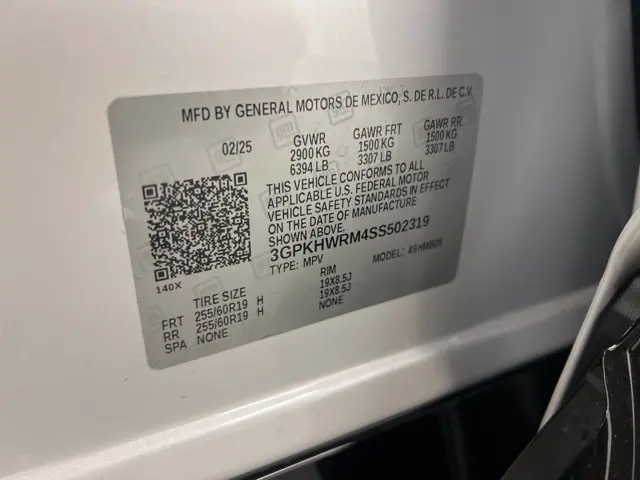 MFD BY GENERAL MOTORS DE MEXICO, S. DE R.L. DE C.V.
02/25 GVWR GAWR FRT GAWR RR
2900 KG 1500 KG 1500 KG
6394 LB 3307 LB 3307 LB
THIS VEHICLE CONFORMS TO ALL
APPLICABLE U.S. FEDERAL MOTOR
VEHICLE SAFETY STANDARDS IN EFFECT
ON THE DATE OF MANUFACTURE
SHOWN ABOVE.
3GPKHWRM4SS502319
TYPE: MPV MODEL:
140X
TIRE SIZE RIM
FRT 255/60R19 H 19X8.5J
RR 255/60R19 H 19X8.5J
SPA NONE NONE